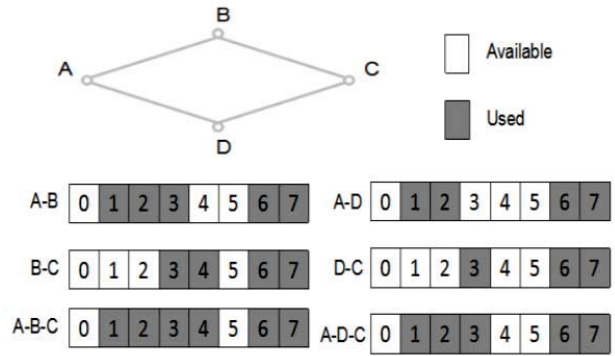 B
A
C
D
Available
Used
A-B 0 1 2 3 4 5 6 7
A-D 0 1 2 3 4 5 6 7
B-C 0 1 2 3 4 5 6 7
D-C 0 1 2 3 4 5 6 7
A-B-C 0 1 2 3 4 5 6 7
A-D-C 0 1 2 3 4 5 6 7